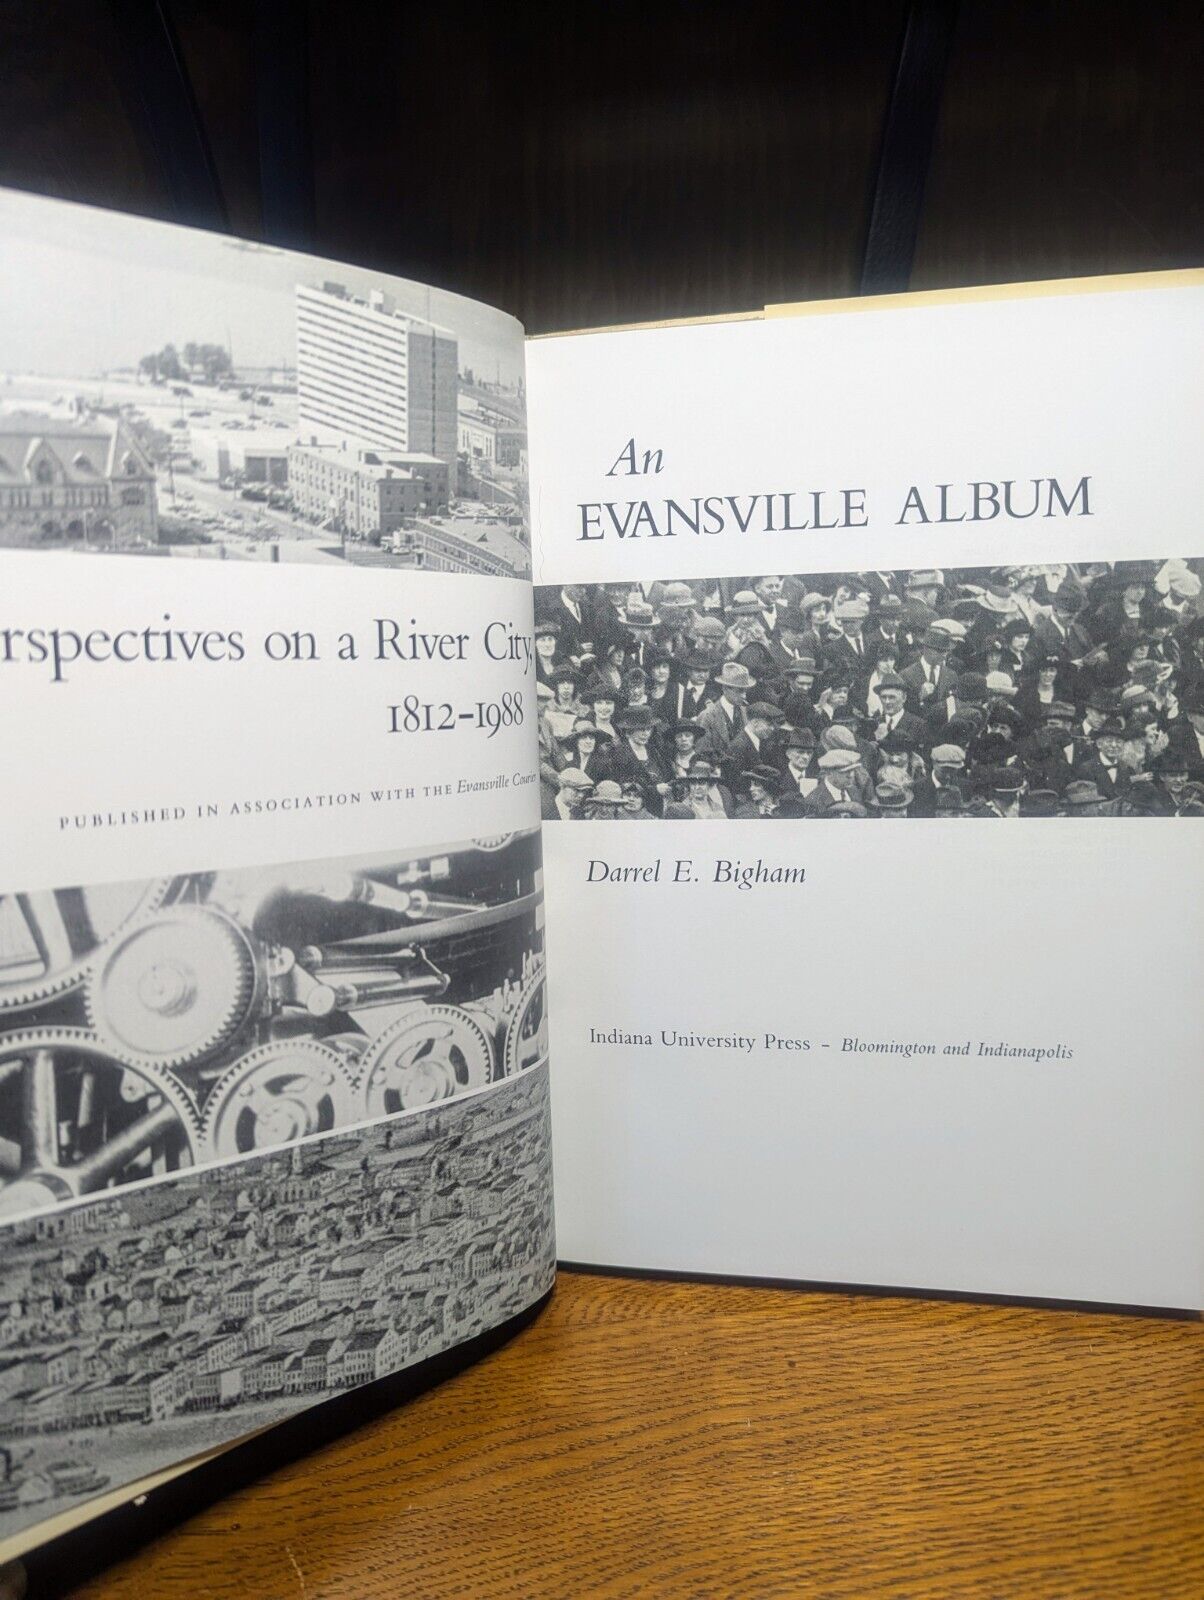 rspectives on a River City,
1812-1988
PUBLISHED IN ASSOCIATION WITH THE Evansville Courier
An
EVANSVILLE ALBUM
Darrel E. Bigham
Indiana University Press - Bloomington and Indianapolis